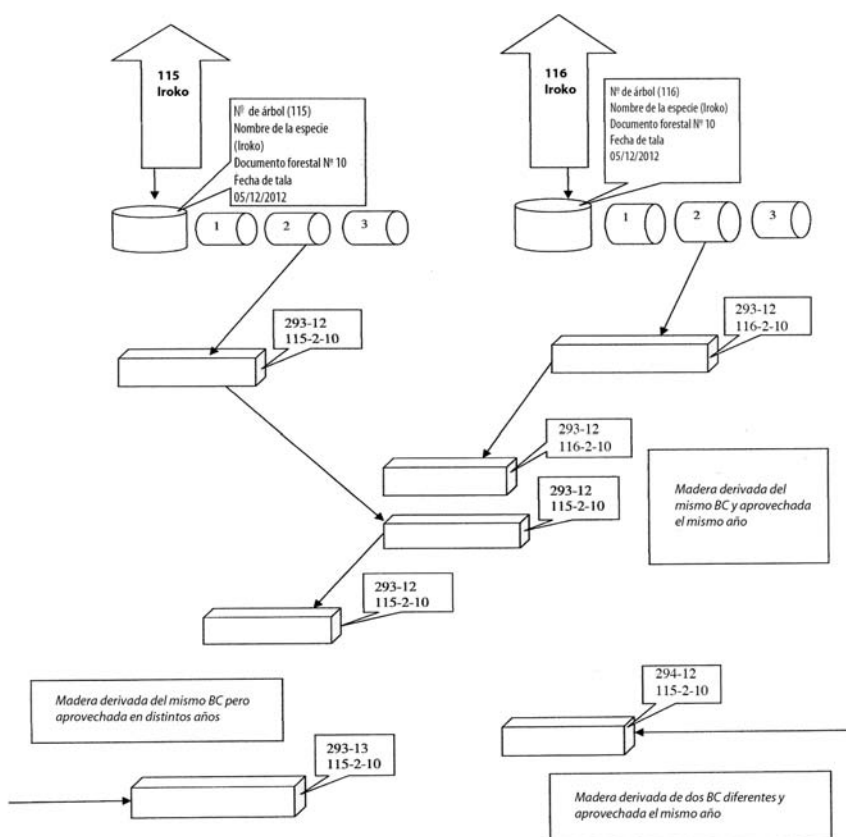 115
Iroko
Nº de árbol (115)
Nombre de la especie
(Iroko)
Documento forestal Nº 10
Fecha de tala
05/12/2012
1
2
3
116
Iroko
Nº de árbol (116)
Nombre de la especie (Iroko)
Documento forestal Nº 10
Fecha de tala
05/12/2012
1
2
3
293-12
115-2-10
293-12
116-2-10
293-12
116-2-10
293-12
115-2-10
Madera derivada del
mismo BC y aprovechada
el mismo año
293-12
115-2-10
Madera derivada del mismo BC pero
aprovechada en distintos años
294-12
115-2-10
293-13
115-2-10
Madera derivada de dos BC diferentes y
aprovechada el mismo año